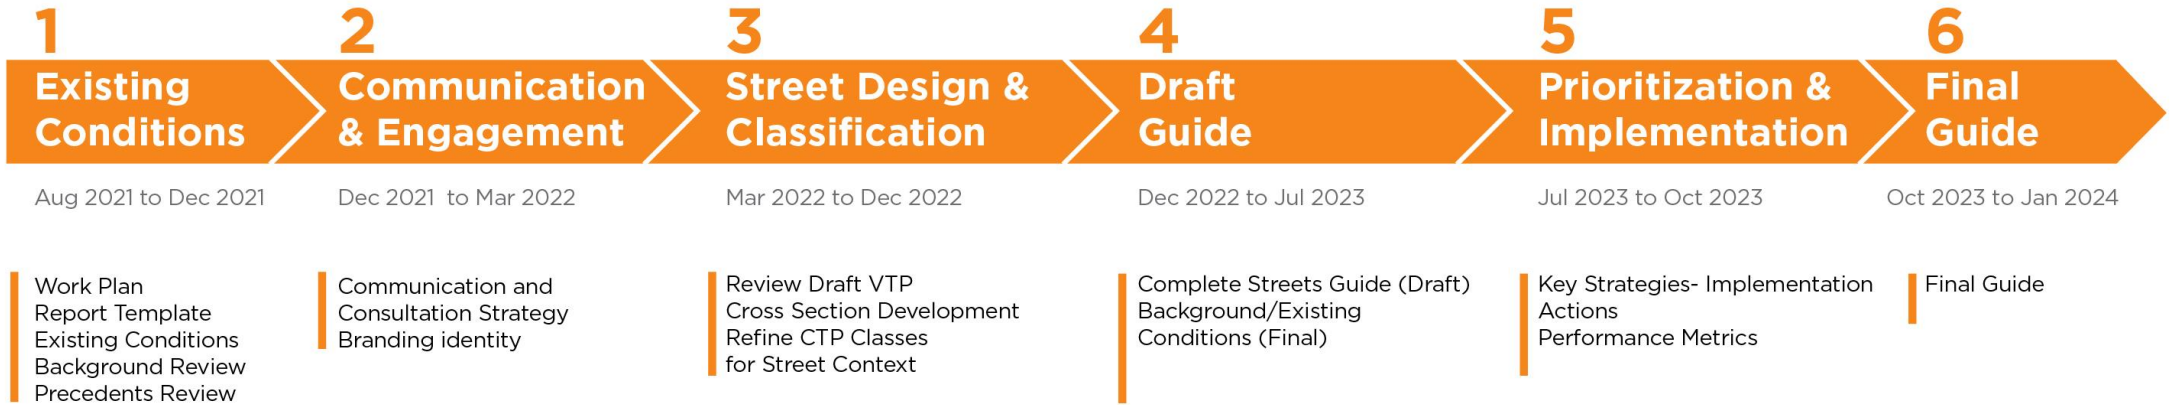 1
Existing
Conditions
Aug 2021 to Dec 2021
Work Plan
Report Template
Existing Conditions
Background Review
Precedents Review
2
Communication
& Engagement
Dec 2021 to Mar 2022
Communication and
Consultation Strategy
Branding identity
3
Street Design &
Classification
Mar 2022 to Dec 2022
Review Draft VTP
Cross Section Development
Refine CTP Classes
for Street Context
4
Draft
Guide
Dec 2022 to Jul 2023
Complete Streets Guide (Draft)
Background/Existing
Conditions (Final)
5
Prioritization &
Implementation
Jul 2023 to Oct 2023
Key Strategies- Implementation
Actions
Performance Metrics
6
Final
Guide
Oct 2023 to Jan 2024
Final Guide